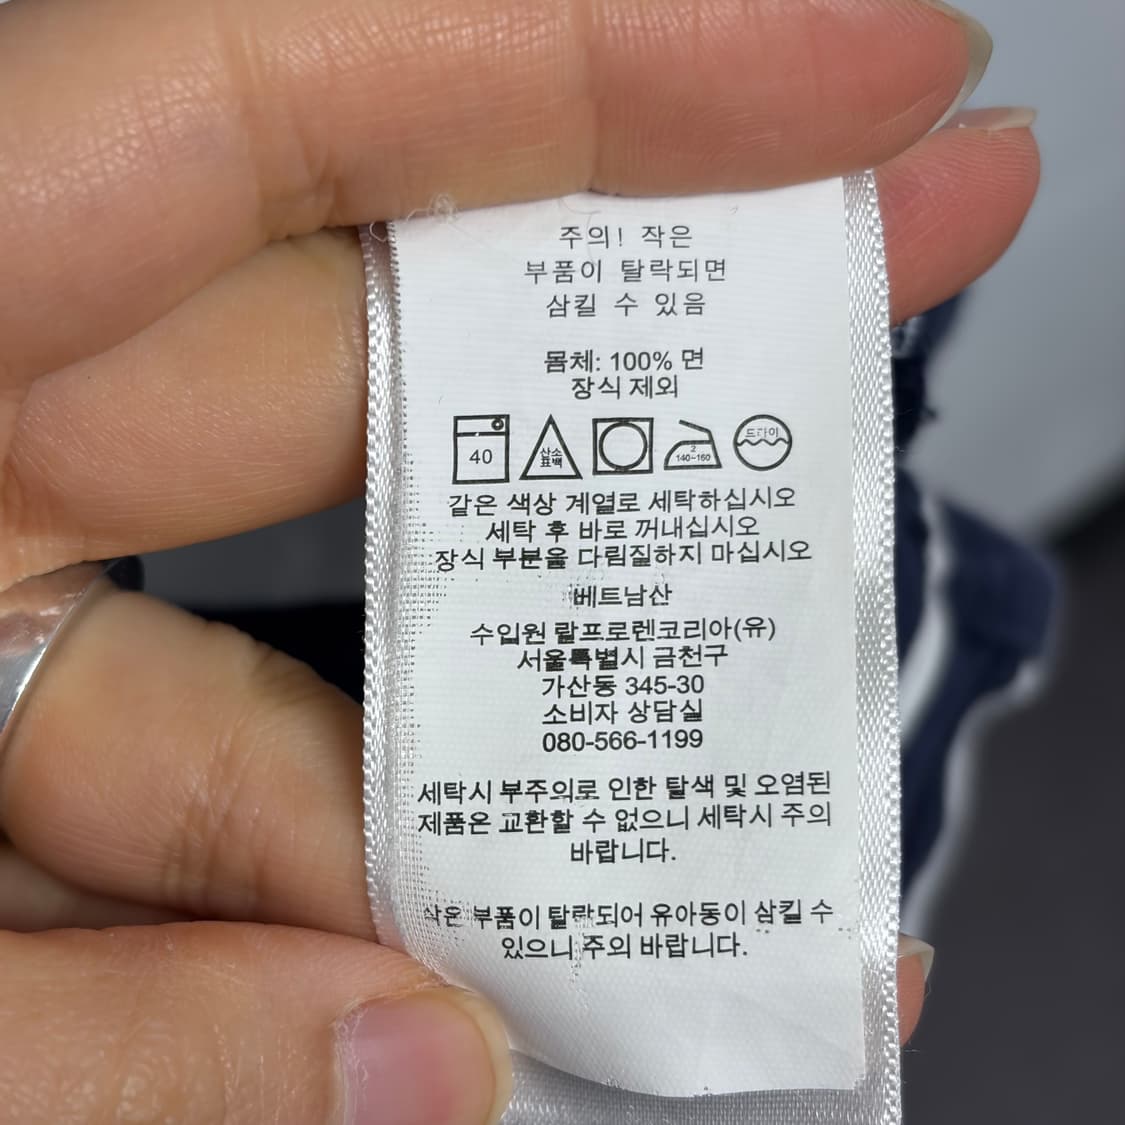 주의! 작은
부품이 탈락되면
삼킬 수 있음
몸체: 100% 면
장식 제외
40
산소
표백
2
140~160
드라이
같은 색상 계열로 세탁하십시오
세탁 후 바로 꺼내십시오
장식 부분을 다림질하지 마십시오
베트남산
수입원 랄프로렌코리아(유)
서울특별시 금천구
가산동 345-30
소비자 상담실
080-566-1199
세탁시 부주의로 인한 탈색 및 오염된
제품은 교환할 수 없으니 세탁시 주의
바랍니다.
작은 부품이 탈락되어 유아동이 삼킬 수
있으니 주의 바랍니다.